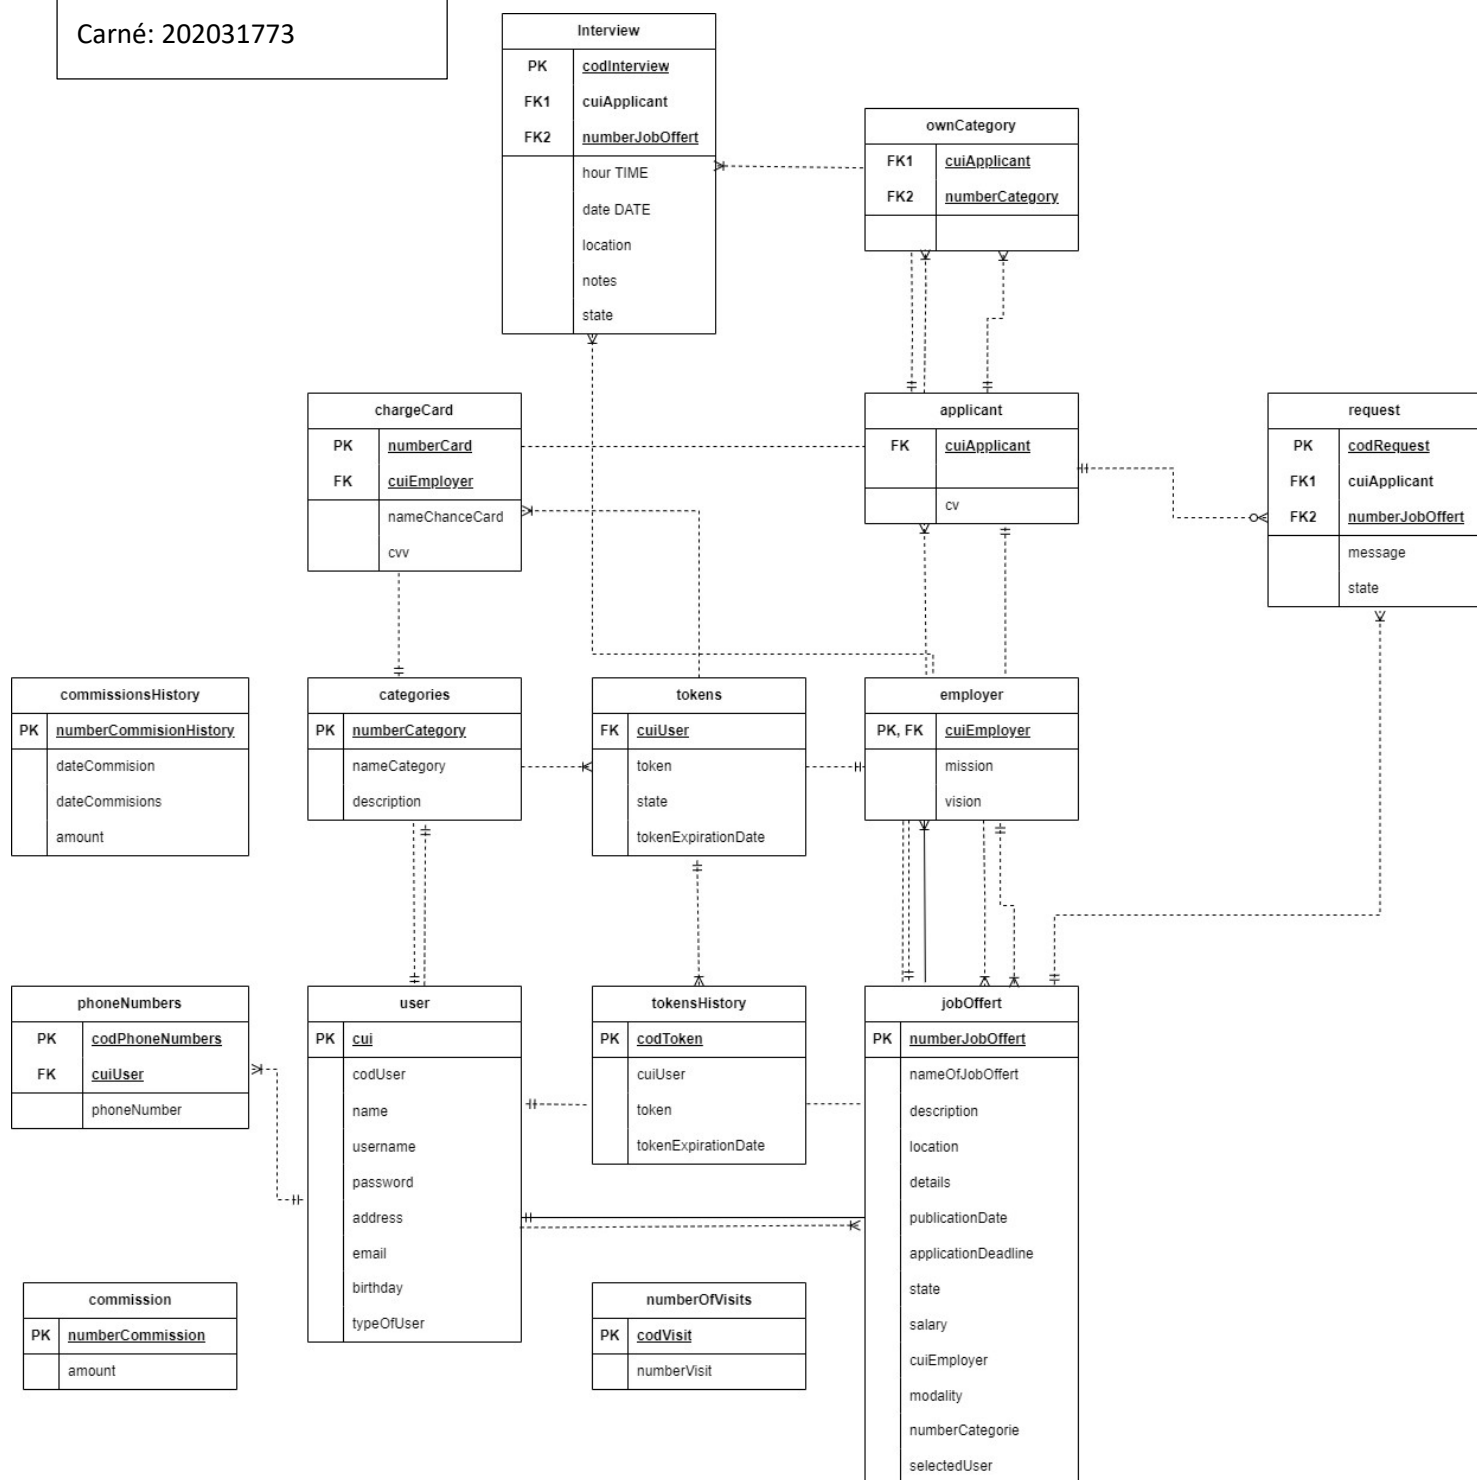 Carné: 202031773
Interview
PK codInterview
FK1 cuiApplicant
FK2 numberJobOffert
hour TIME
date DATE
location
notes
state
ownCategory
FK1 cuiApplicant
FK2 numberCategory
chargeCard
PK numberCard
FK cuiEmployer
nameChanceCard
cvv
applicant
FK cuiApplicant
cv
request
PK codRequest
FK1 cuiApplicant
FK2 numberJobOffert
message
state
commissionsHistory
PK numberCommisionHistory
dateCommision
dateCommisions
amount
categories
PK numberCategory
nameCategory
description
tokens
FK cuiUser
token
state
tokenExpirationDate
employer
PK, FK cuiEmployer
mission
vision
phoneNumbers
PK codPhoneNumbers
FK cuiUser
phoneNumber
user
PK cui
codUser
name
username
password
address
email
birthday
typeOfUser
tokensHistory
PK codToken
cuiUser
token
tokenExpirationDate
jobOffert
PK numberJobOffert
nameOfJobOffert
description
location
details
publicationDate
applicationDeadline
state
salary
cuiEmployer
modality
numberCategorie
selectedUser
commission
PK numberCommission
amount
numberOfVisits
PK codVisit
numberVisit